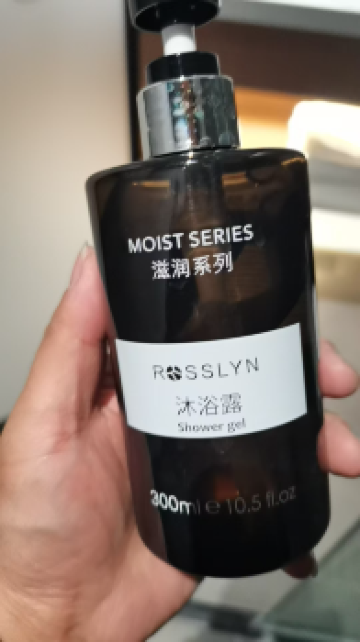 MOIST SERIES
滋润系列
ROSSLYN
沐浴露
Shower gel
300ml e 10.5 fl.oz